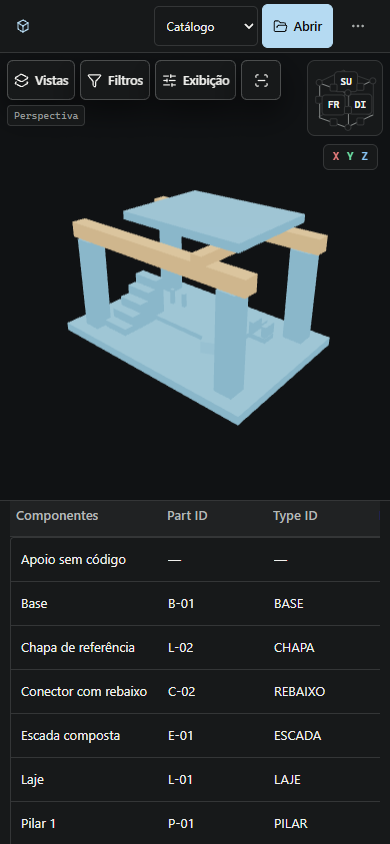 Catálogo
Abrir
Vistas
Filtros
Exibição
Perspectiva
SU
FR DI
X Y Z
Componentes Part ID Type ID
Apoio sem código — —
Base B-01 BASE
Chapa de referência L-02 CHAPA
Conector com rebaixo C-02 REBAIXO
Escada composta E-01 ESCADA
Laje L-01 LAJE
Pilar 1 P-01 PILAR